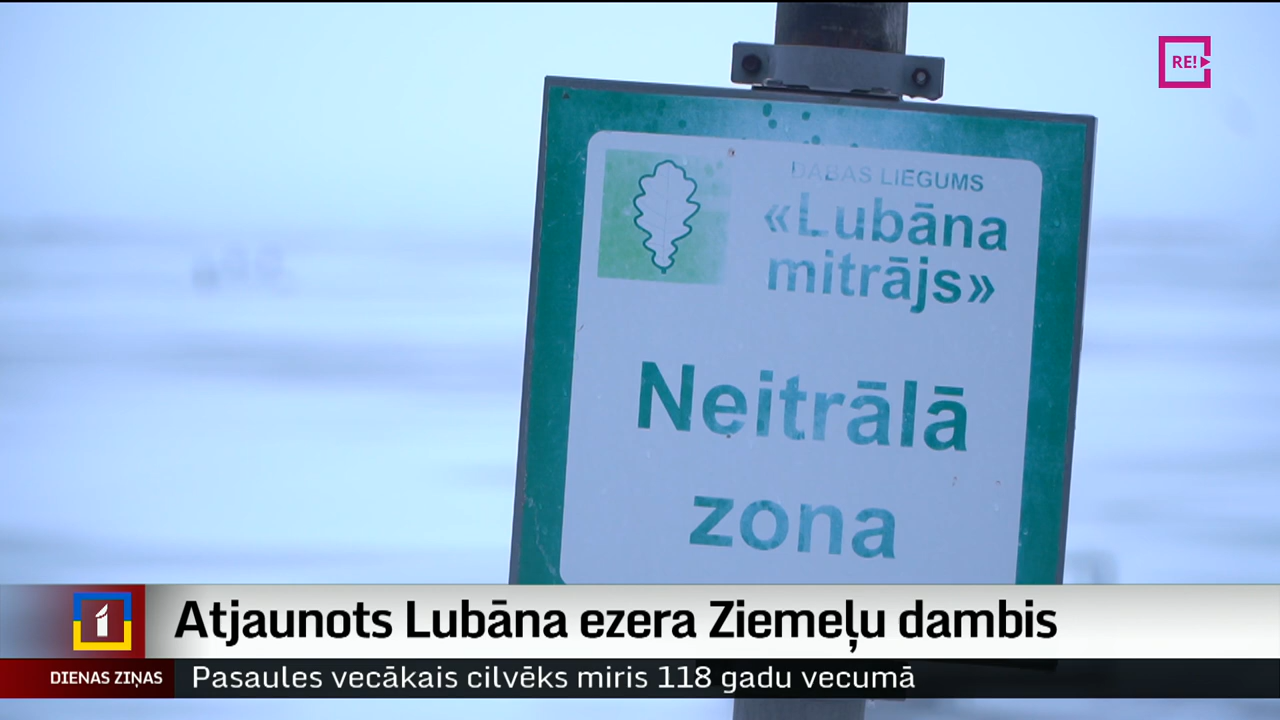 RE!
DABAS LIEGUMS
«Lubāna
mitrājs»
Neitrālā
zona
1
Atjaunots Lubāna ezera Ziemeļu dambis
DIENAS ZIŅAS
Pasaules vecākais cilvēks miris 118 gadu vecumā